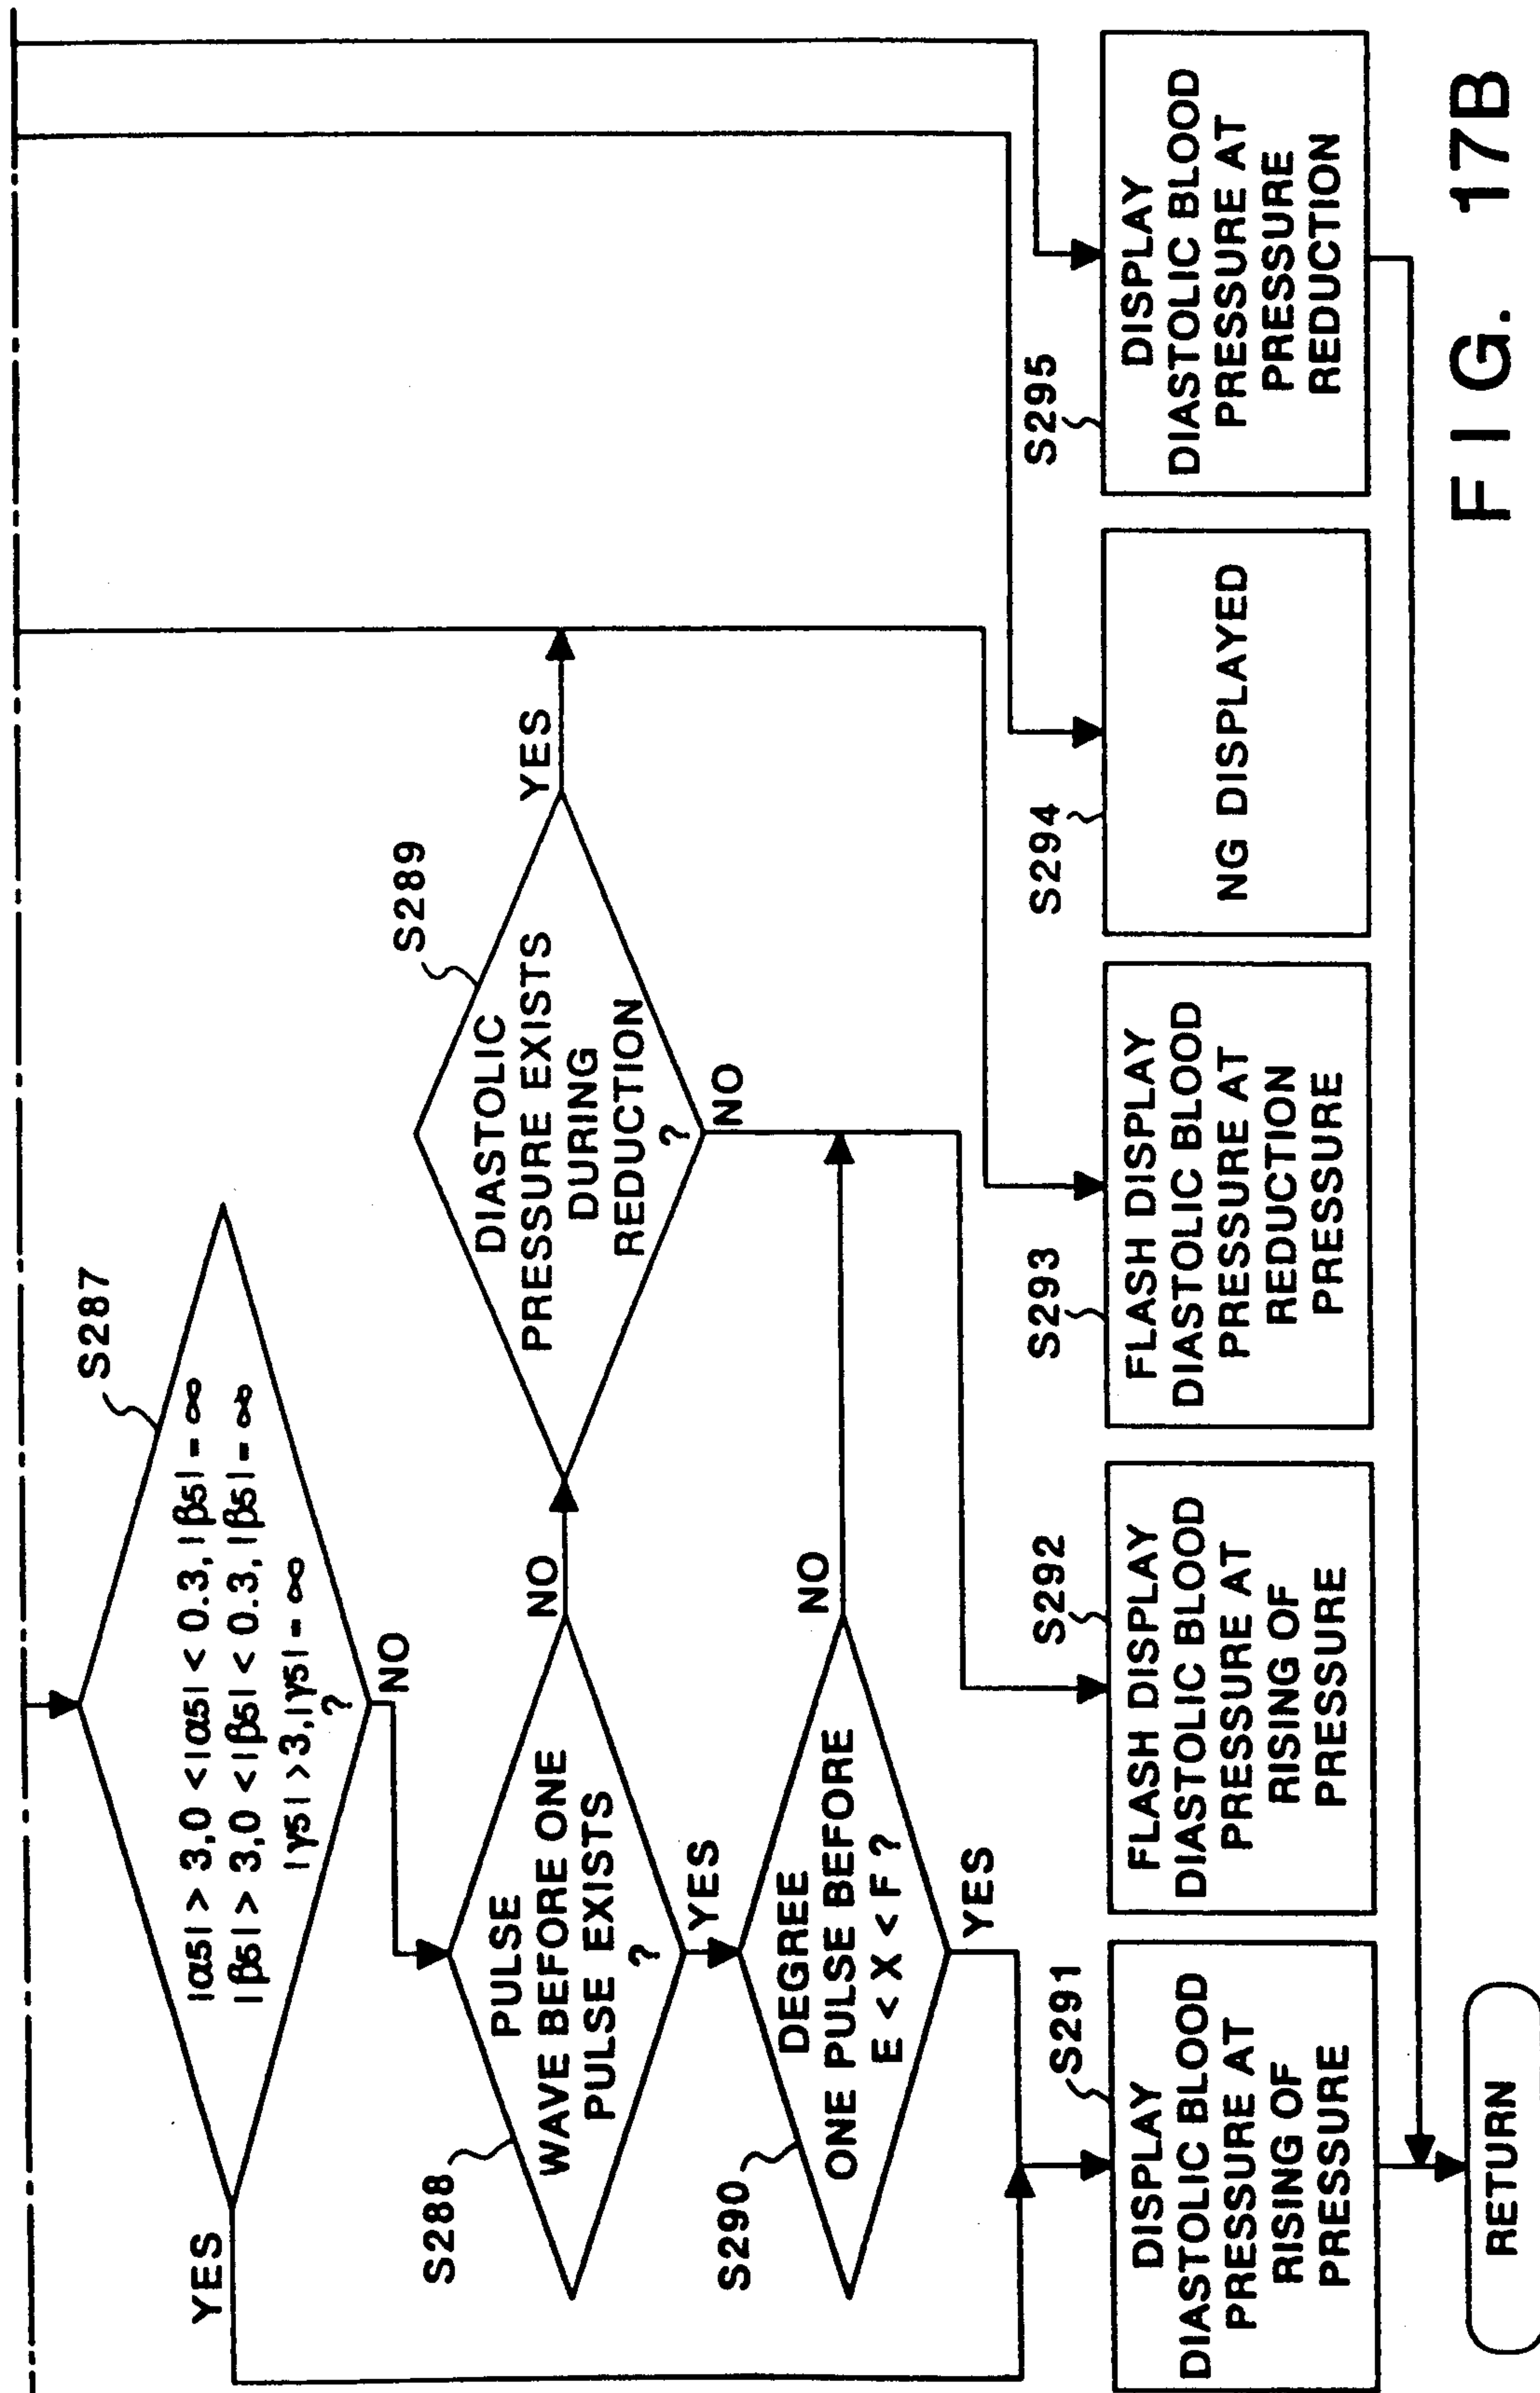 S287
|α5| > 3, 0 < |α5| < 0.3, |β5| = ∞
|β5| > 3, 0 < |β5| < 0.3, |β5| = ∞
|γ5| > 3, |γ5| = ∞
?
YES
NO
S288
PULSE
WAVE BEFORE ONE
PULSE EXISTS
?
NO
YES
S289
DIASTOLIC
PRESSURE EXISTS
DURING
REDUCTION
?
YES
NO
S290
DEGREE
ONE PULSE BEFORE
E < X < F ?
NO
YES
S291
DISPLAY
DIASTOLIC BLOOD
PRESSURE AT
RISING OF
PRESSURE
S292
FLASH DISPLAY
DIASTOLIC BLOOD
PRESSURE AT
RISING OF
PRESSURE
S293
FLASH DISPLAY
DIASTOLIC BLOOD
PRESSURE AT
REDUCTION
PRESSURE
S294
NG DISPLAYED
S295
DISPLAY
DIASTOLIC BLOOD
PRESSURE AT
PRESSURE
REDUCTION
RETURN
FIG. 17B